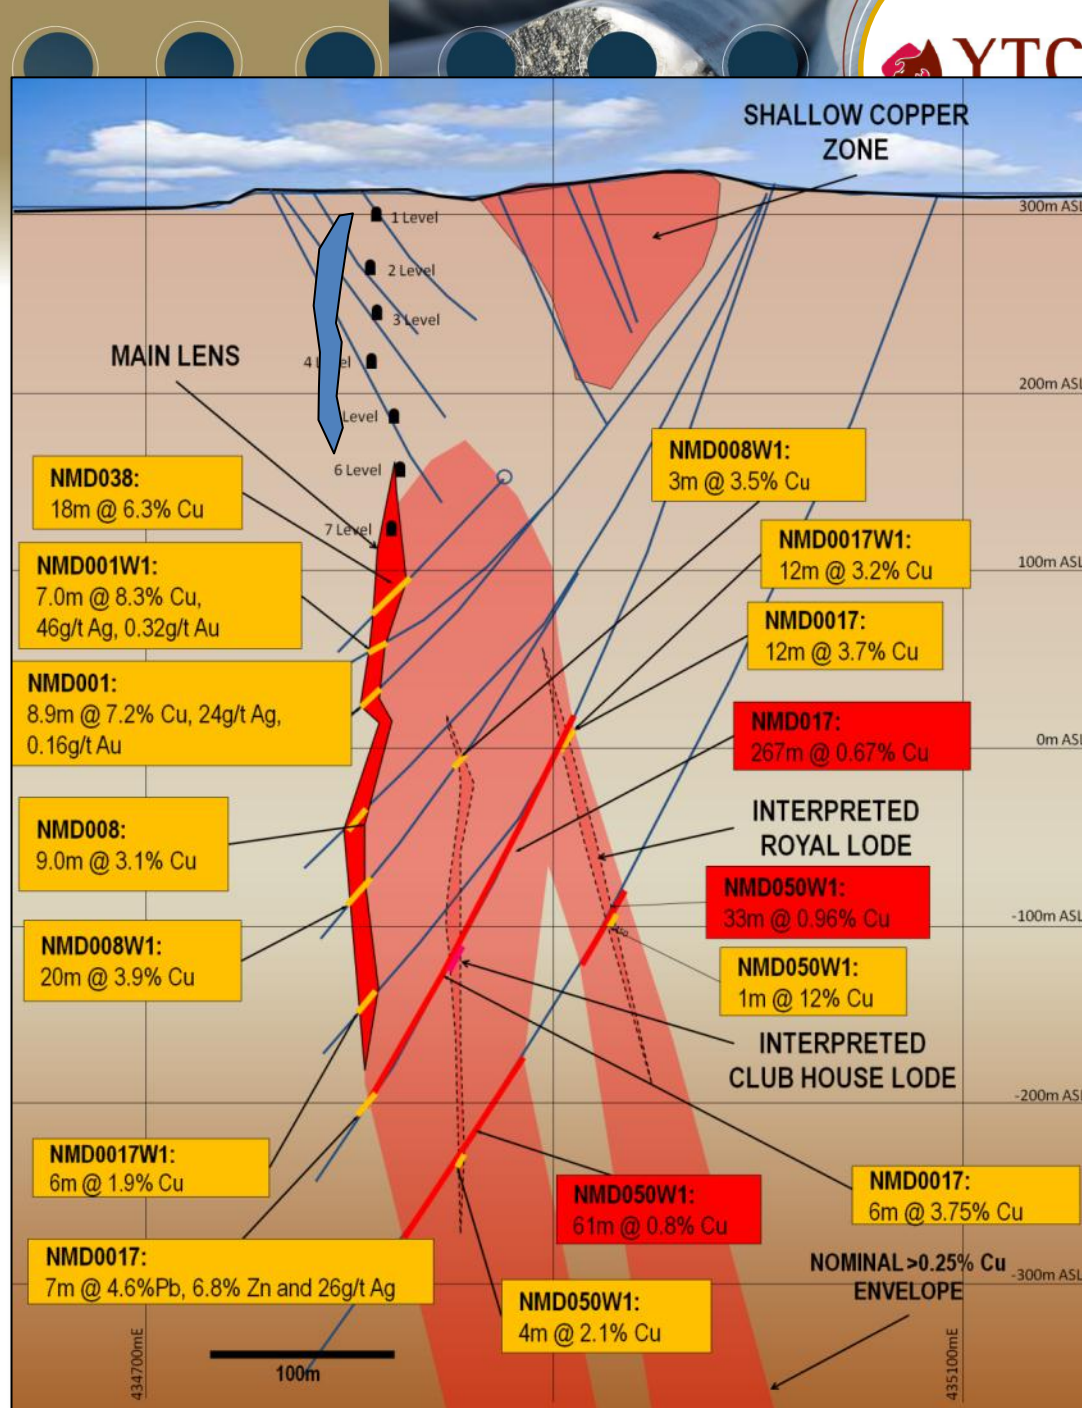 YTC
SHALLOW COPPER
ZONE
300m ASL
1 Level
2 Level
3 Level
MAIN LENS
4 Level
200m ASL
Level
NMD008W1:
3m @ 3.5% Cu
6 Level
NMD038:
18m @ 6.3% Cu
7 Level
NMD0017W1:
12m @ 3.2% Cu
NMD001W1:
7.0m @ 8.3% Cu,
46g/t Ag, 0.32g/t Au
100m ASL
NMD0017:
12m @ 3.7% Cu
NMD001:
8.9m @ 7.2% Cu, 24g/t Ag,
0.16g/t Au
NMD017:
267m @ 0.67% Cu
0m ASL
INTERPRETED
ROYAL LODE
NMD008:
9.0m @ 3.1% Cu
NMD050W1:
33m @ 0.96% Cu
-100m ASL
NMD008W1:
20m @ 3.9% Cu
NMD050W1:
1m @ 12% Cu
INTERPRETED
CLUB HOUSE LODE
-200m ASL
NMD0017W1:
6m @ 1.9% Cu
NMD050W1:
61m @ 0.8% Cu
NMD0017:
6m @ 3.75% Cu
NMD0017:
7m @ 4.6%Pb, 6.8% Zn and 26g/t Ag
NOMINAL >0.25% Cu
ENVELOPE
-300m ASL
NMD050W1:
4m @ 2.1% Cu
434700mE
100m
435100mE